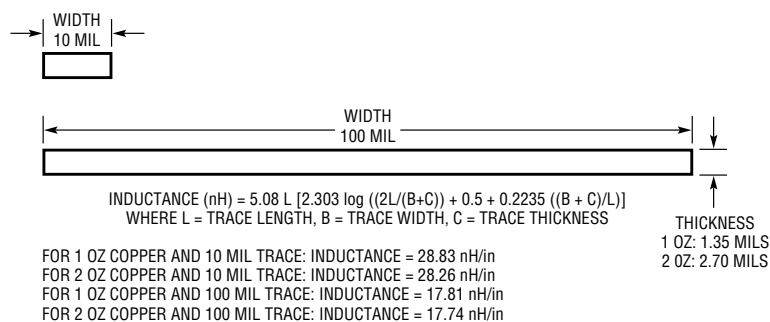 WIDTH
10 MIL
WIDTH
100 MIL
INDUCTANCE (nH) = 5.08 L [2.303 log ((2L/(B+C)) + 0.5 + 0.2235 ((B + C)/L)]
WHERE L = TRACE LENGTH, B = TRACE WIDTH, C = TRACE THICKNESS
THICKNESS
1 OZ: 1.35 MILS
2 OZ: 2.70 MILS
FOR 1 OZ COPPER AND 10 MIL TRACE: INDUCTANCE = 28.83 nH/in
FOR 2 OZ COPPER AND 10 MIL TRACE: INDUCTANCE = 28.26 nH/in
FOR 1 OZ COPPER AND 100 MIL TRACE: INDUCTANCE = 17.81 nH/in
FOR 2 OZ COPPER AND 100 MIL TRACE: INDUCTANCE = 17.74 nH/in